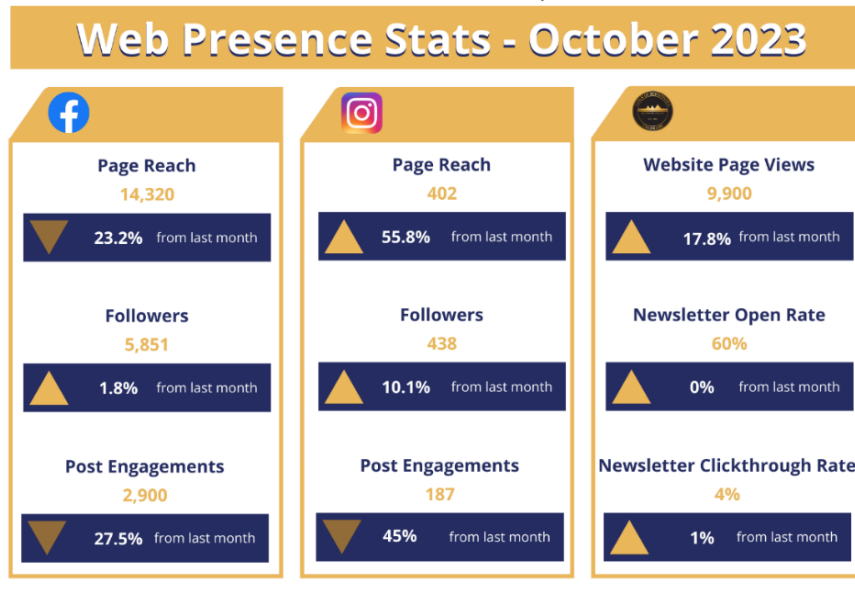 Web Presence Stats - October 2023
Page Reach
14,320
23.2% from last month
Followers
5,851
1.8% from last month
Post Engagements
2,900
27.5% from last month
Page Reach
402
55.8% from last month
Followers
438
10.1% from last month
Post Engagements
187
45% from last month
Website Page Views
9,900
17.8% from last month
Newsletter Open Rate
60%
0% from last month
Newsletter Clickthrough Rate
4%
1% from last month